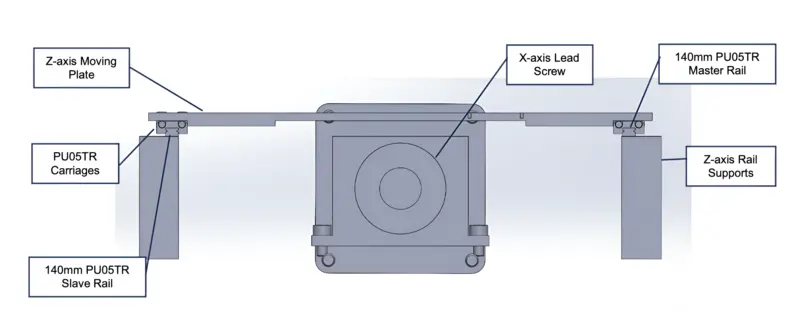 Z-axis Moving
Plate
X-axis Lead
Screw
140mm PU05TR
Master Rail
PU05TR
Carriages
Z-axis Rail
Supports
140mm PU05TR
Slave Rail